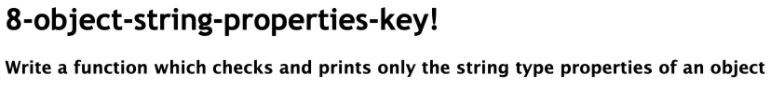 8-object-string-properties-key!
Write a function which checks and prints only the string type properties of an object